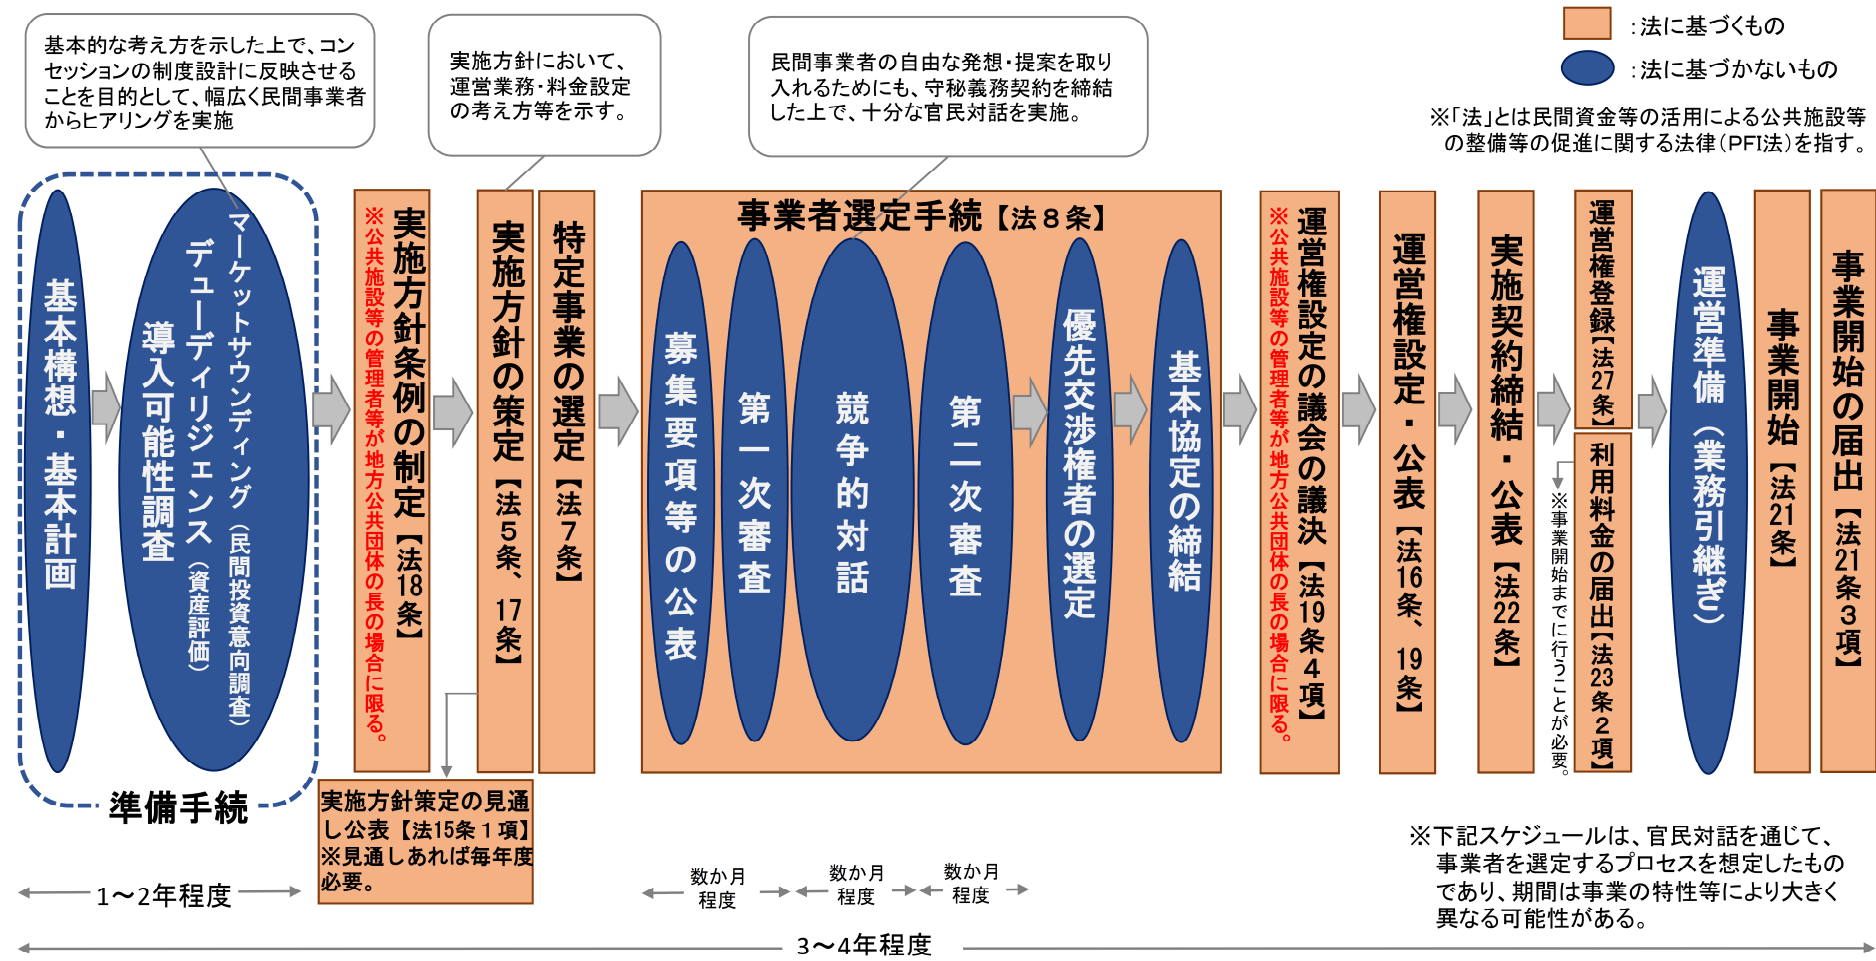 基本的な考え方を示した上で、コン
セッションの制度設計に反映させる
ことを目的として、幅広く民間事業者
からヒアリングを実施
実施方針において、
運営業務・料金設定
の考え方等を示す。
民間事業者の自由な発想・提案を取り
入れるためにも、守秘義務契約を締結
した上で、十分な官民対話を実施。
：法に基づくもの
：法に基づかないもの
※「法」とは民間資金等の活用による公共施設等
の整備等の促進に関する法律（PFI法）を指す。
基本構想・基本計画
マーケットサウンディング（民間投資意向調査）
デューディリジェンス（資産評価）
導入可能性調査
準備手続
実施方針条例の制定【法18条】
※公共施設等の管理者等が地方公共団体の長の場合に限る。
実施方針の策定【法５条、17条】
特定事業の選定【法７条】
実施方針策定の見通
し公表【法15条１項】
※見通しあれば毎年度
必要。
事業者選定手続【法８条】
募集要項等の公表
第一次審査
競争的対話
第二次審査
優先交渉権者の選定
基本協定の締結
運営権設定の議会の議決【法19条４項】
※公共施設等の管理者等が地方公共団体の長の場合に限る。
運営権設定・公表【法16条、19条】
実施契約締結・公表【法22条】
運営権登録【法27条】
利用料金の届出【法23条２項】
※事業開始までに行うことが必要。
運営準備（業務引継ぎ）
事業開始【法21条】
事業開始の届出【法21条３項】
※下記スケジュールは、官民対話を通じて、
事業者を選定するプロセスを想定したもの
であり、期間は事業の特性等により大きく
異なる可能性がある。
1～2年程度
数か月
程度
数か月
程度
数か月
程度
3～4年程度